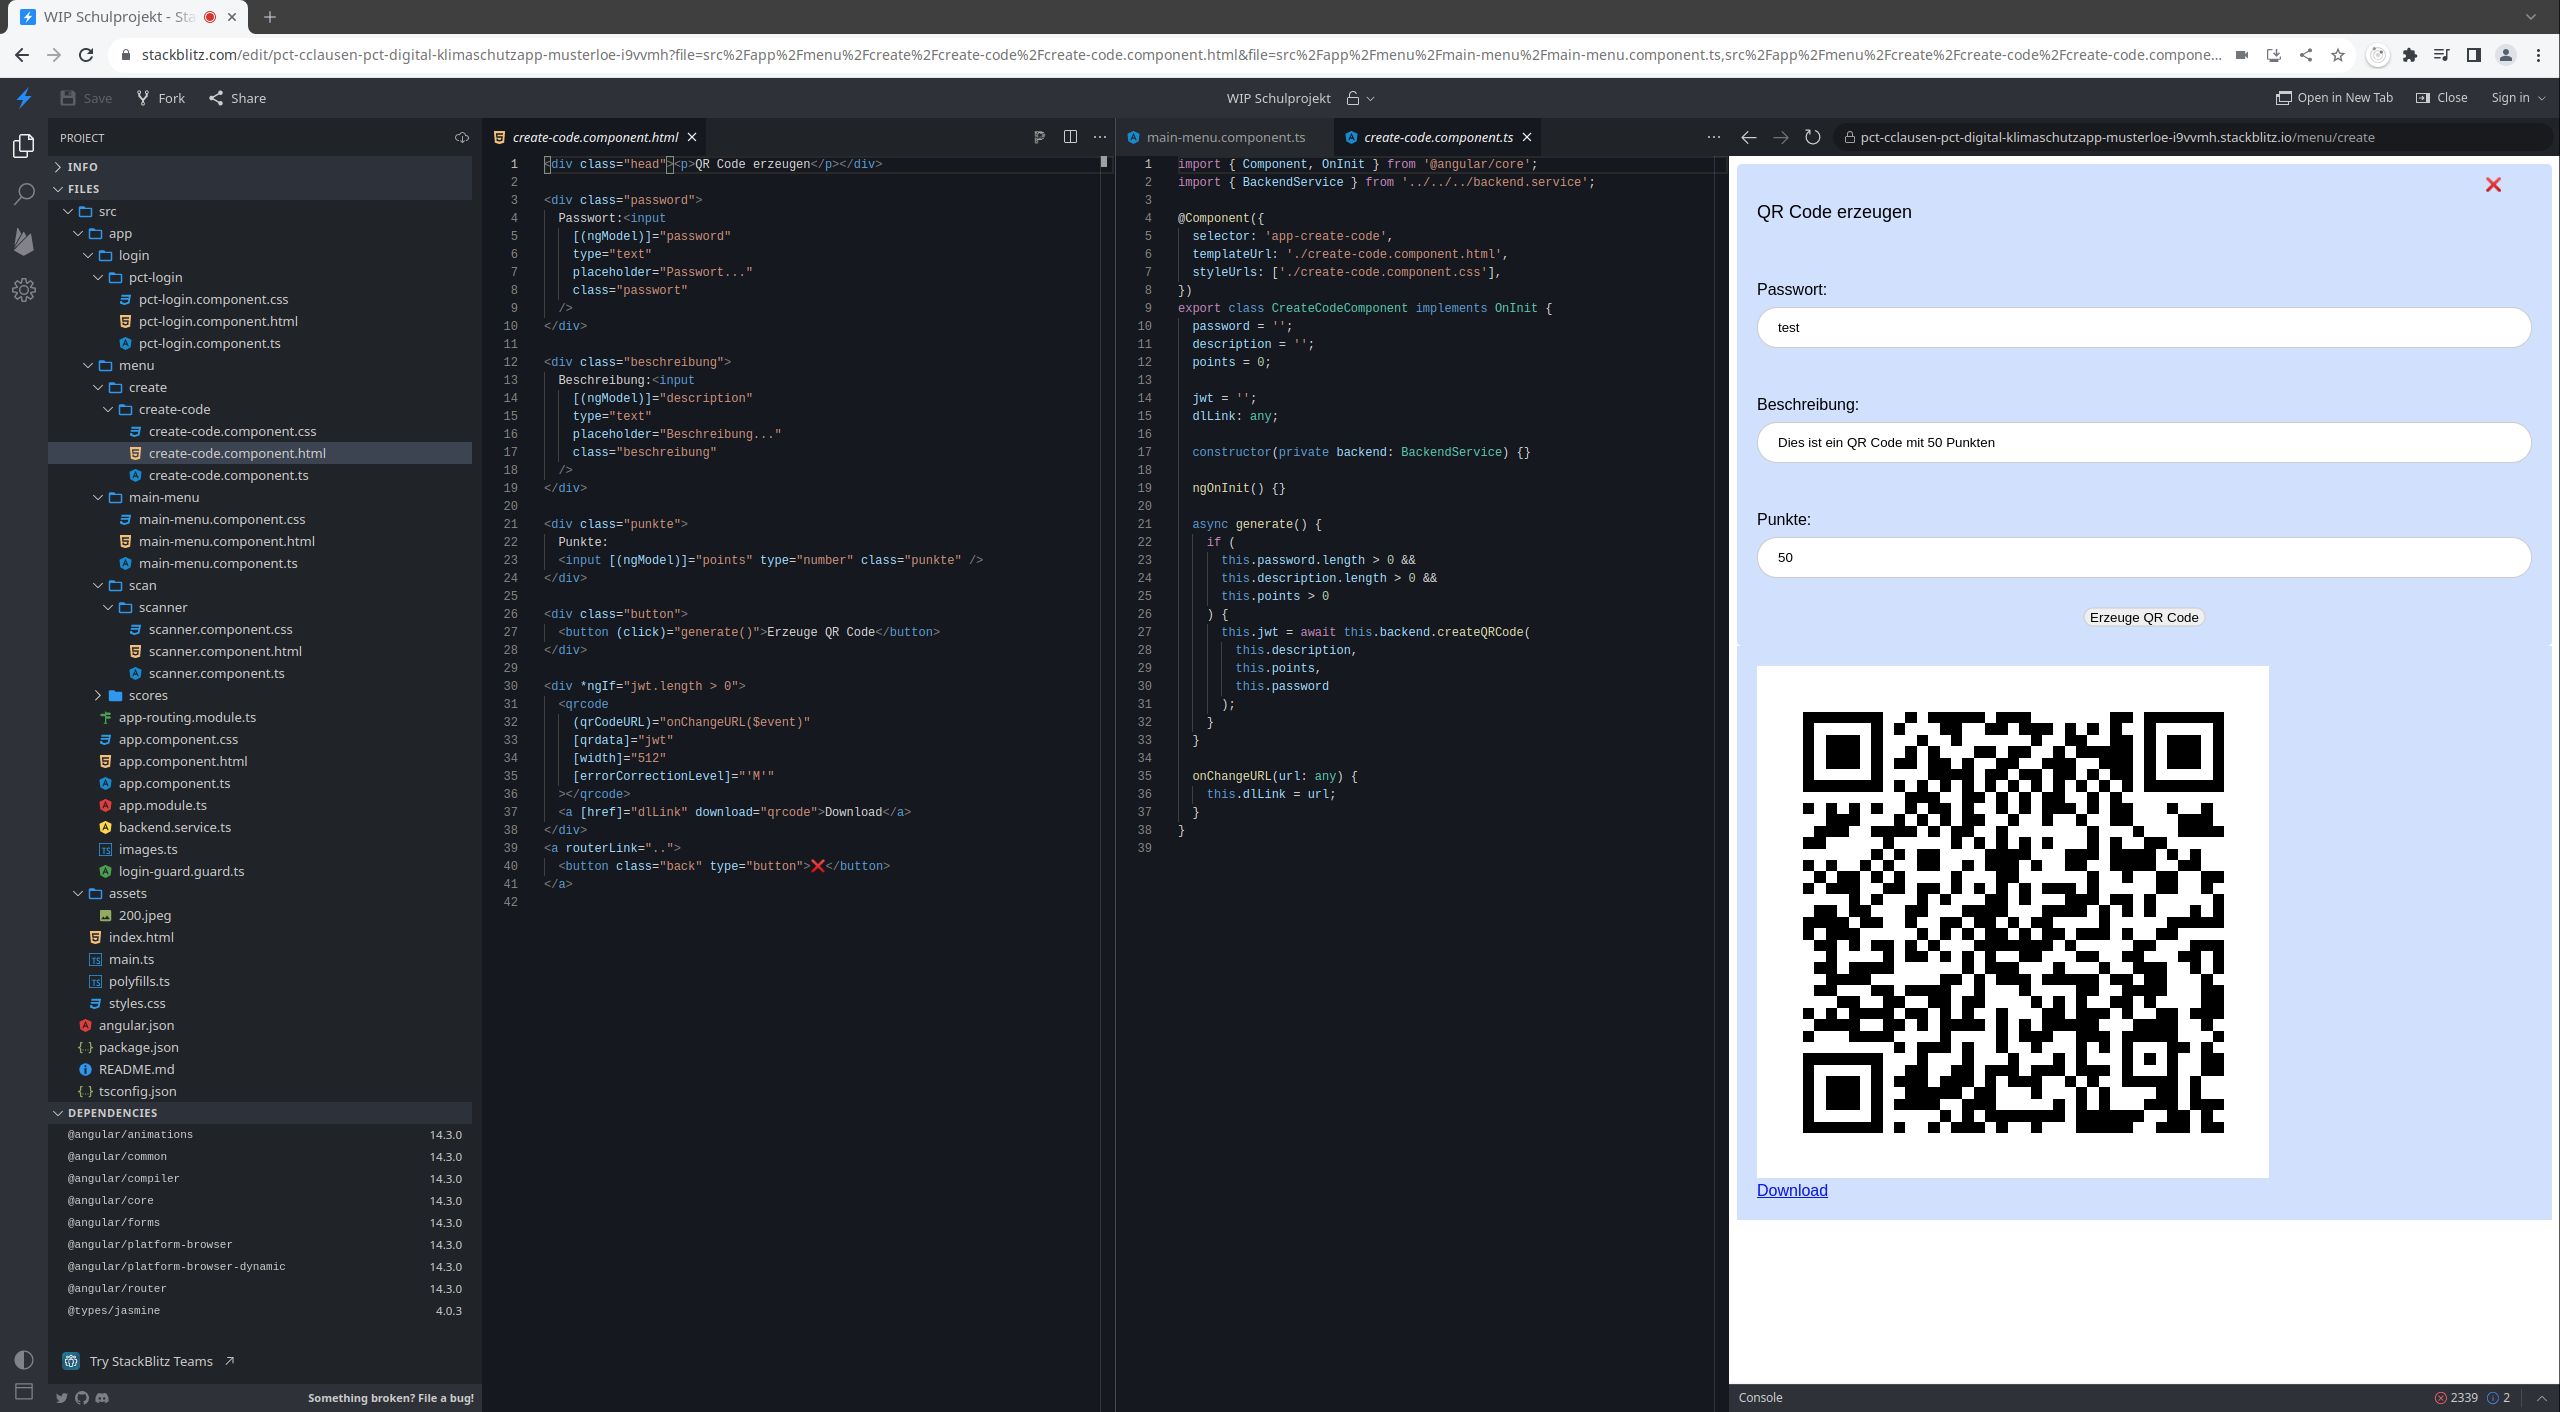 WIP Schulprojekt - Sta
stackblitz.com/edit/pct-cclausen-pct-digital-klimaschutzapp-musterloe-i9vvmh?file=src%2Fapp%2Fmenu%2Fcreate%2Fcreate-code%2Fcreate-code.component.html&file=src%2Fapp%2Fmenu%2Fmain-menu%2Fmain-menu.component.ts,src%2Fapp%2Fmenu%2Fcreate%2Fcreate-code%2Fcreate-code.compone...
Save Fork Share WIP Schulprojekt Open in New Tab Close Sign in
PROJECT
INFO
FILES
src
app
login
pct-login
pct-login.component.css
pct-login.component.html
pct-login.component.ts
menu
create
create-code
create-code.component.css
create-code.component.html
create-code.component.ts
main-menu
main-menu.component.css
main-menu.component.html
main-menu.component.ts
scan
scanner
scanner.component.css
scanner.component.html
scanner.component.ts
scores
app-routing.module.ts
app.component.css
app.component.html
app.component.ts
app.module.ts
backend.service.ts
images.ts
login-guard.guard.ts
assets
200.jpeg
index.html
main.ts
polyfills.ts
styles.css
angular.json
package.json
README.md
tsconfig.json
DEPENDENCIES
@angular/animations 14.3.0
@angular/common 14.3.0
@angular/compiler 14.3.0
@angular/core 14.3.0
@angular/forms 14.3.0
@angular/platform-browser 14.3.0
@angular/platform-browser-dynamic 14.3.0
@angular/router 14.3.0
@types/jasmine 4.0.3
Try StackBlitz Teams
Something broken? File a bug!
create-code.component.html
1 <div class="head"><p>QR Code erzeugen</p></div>
2
3 <div class="password">
4 Passwort:<input
5 [(ngModel)]="password"
6 type="text"
7 placeholder="Passwort..."
8 class="passwort"
9 />
10 </div>
11
12 <div class="beschreibung">
13 Beschreibung:<input
14 [(ngModel)]="description"
15 type="text"
16 placeholder="Beschreibung..."
17 class="beschreibung"
18 />
19 </div>
20
21 <div class="punkte">
22 Punkte:
23 <input [(ngModel)]="points" type="number" class="punkte" />
24 </div>
25
26 <div class="button">
27 <button (click)="generate()">Erzeuge QR Code</button>
28 </div>
29
30 <div *ngIf="jwt.length > 0">
31 <qrcode
32 (qrCodeURL)="onChangeURL($event)"
33 [qrdata]="jwt"
34 [width]="512"
35 [errorCorrectionLevel]="'M'"
36 ></qrcode>
37 <a [href]="dlLink" download="qrcode">Download</a>
38 </div>
39 <a routerLink="..">
40 <button class="back" type="button">❌</button>
41 </a>
42
main-menu.component.ts create-code.component.ts
1 import { Component, OnInit } from '@angular/core';
2 import { BackendService } from '../../../backend.service';
3
4 @Component({
5 selector: 'app-create-code',
6 templateUrl: './create-code.component.html',
7 styleUrls: ['./create-code.component.css'],
8 })
9 export class CreateCodeComponent implements OnInit {
10 password = '';
11 description = '';
12 points = 0;
13
14 jwt = '';
15 dlLink: any;
16
17 constructor(private backend: BackendService) {}
18
19 ngOnInit() {}
20
21 async generate() {
22 if (
23 this.password.length > 0 &&
24 this.description.length > 0 &&
25 this.points > 0
26 ) {
27 this.jwt = await this.backend.createQRCode(
28 this.description,
29 this.points,
30 this.password
31 );
32 }
33 }
34
35 onChangeURL(url: any) {
36 this.dlLink = url;
37 }
38 }
39
pct-cclausen-pct-digital-klimaschutzapp-musterloe-i9vvmh.stackblitz.io/menu/create
❌
QR Code erzeugen
Passwort:
test
Beschreibung:
Dies ist ein QR Code mit 50 Punkten
Punkte:
50
Erzeuge QR Code
Download
Console 2339 2